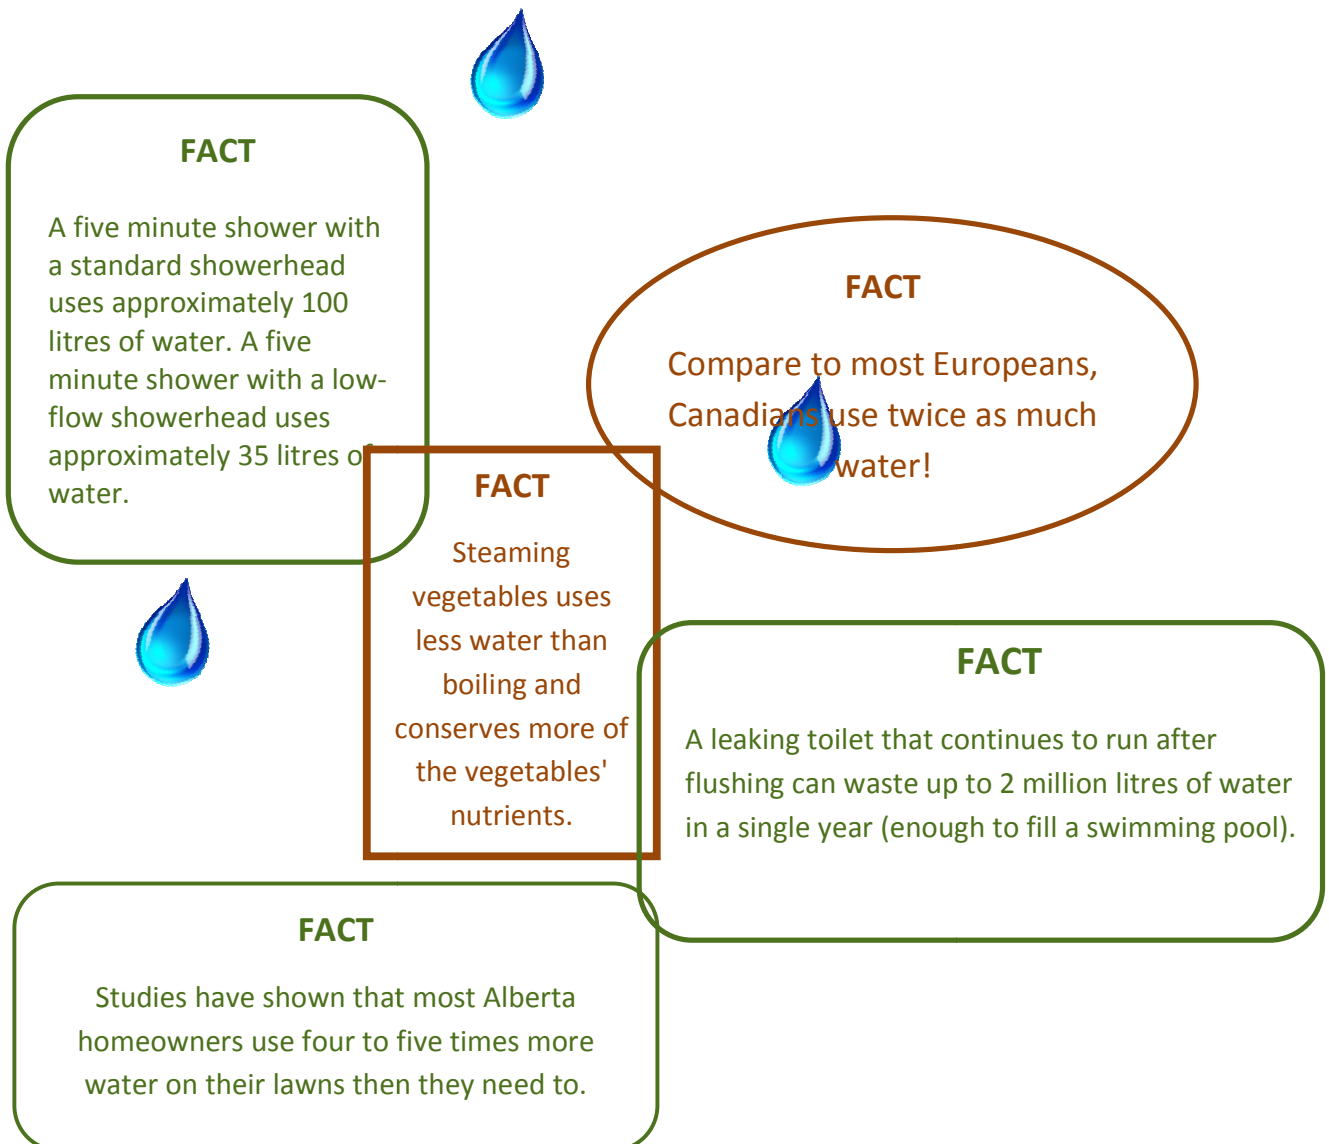 FACT
A five minute shower with
a standard showerhead
uses approximately 100
litres of water. A five
minute shower with a low-
flow showerhead uses
approximately 35 litres of
water.
FACT
Compare to most Europeans,
Canadians use twice as much
water!
FACT
Steaming
vegetables uses
less water than
boiling and
conserves more of
the vegetables'
nutrients.
FACT
A leaking toilet that continues to run after
flushing can waste up to 2 million litres of water
in a single year (enough to fill a swimming pool).
FACT
Studies have shown that most Alberta
homeowners use four to five times more
water on their lawns then they need to.